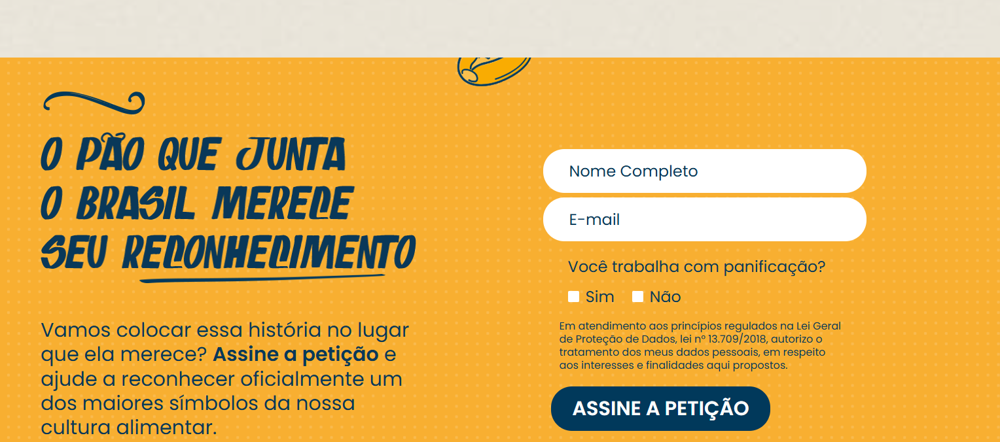 O PÃO QUE JUNTA
O BRASIL MERECE
SEU RECONHECIMENTO
Vamos colocar essa história no lugar
que ela merece? Assine a petição e
ajude a reconhecer oficialmente um
dos maiores símbolos da nossa
cultura alimentar.
Nome Completo
E-mail
Você trabalha com panificação?
Sim Não
Em atendimento aos princípios regulados na Lei Geral
de Proteção de Dados, lei nº 13.709/2018, autorizo o
tratamento dos meus dados pessoais, em respeito
aos interesses e finalidades aqui propostos.
ASSINE A PETIÇÃO